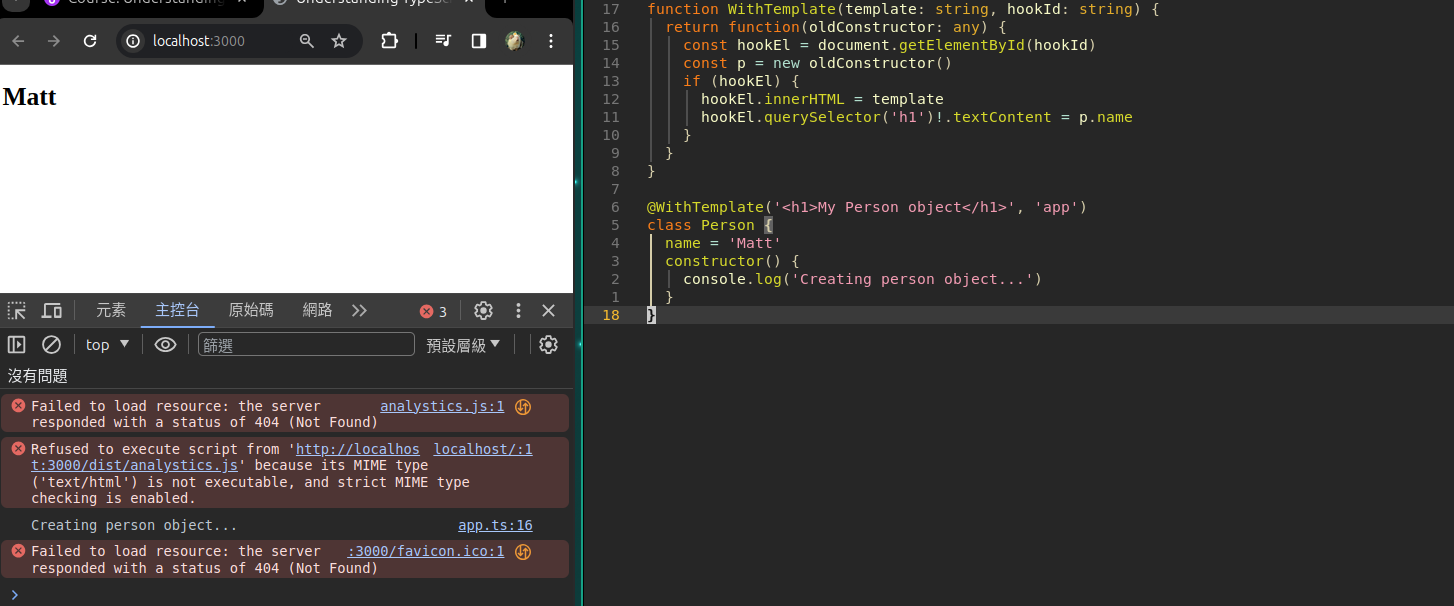 Course: Understanding
Understanding TypeSc
localhost:3000
Matt
元素
主控台
原始碼
網路
3
top
篩選
預設層級
沒有問題
Failed to load resource: the server analystics.js:1
responded with a status of 404 (Not Found)
Refused to execute script from 'http://localhos localhost/:1
t:3000/dist/analystics.js' because its MIME type
('text/html') is not executable, and strict MIME type
checking is enabled.
Creating person object... app.ts:16
Failed to load resource: the server :3000/favicon.ico:1
responded with a status of 404 (Not Found)
17 function WithTemplate(template: string, hookId: string) {
16 return function(oldConstructor: any) {
15 const hookEl = document.getElementById(hookId)
14 const p = new oldConstructor()
13 if (hookEl) {
12 hookEl.innerHTML = template
11 hookEl.querySelector('h1')!.textContent = p.name
10 }
9 }
8 }
7
6 @WithTemplate('<h1>My Person object</h1>', 'app')
5 class Person {
4 name = 'Matt'
3 constructor() {
2 console.log('Creating person object...')
1 }
18 }